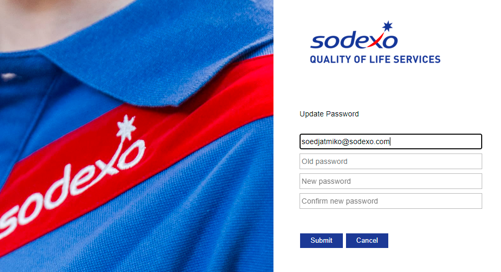 sodexo
sodexo
QUALITY OF LIFE SERVICES
Update Password
soedjatmiko@sodexo.com
Old password
New password
Confirm new password
Submit Cancel